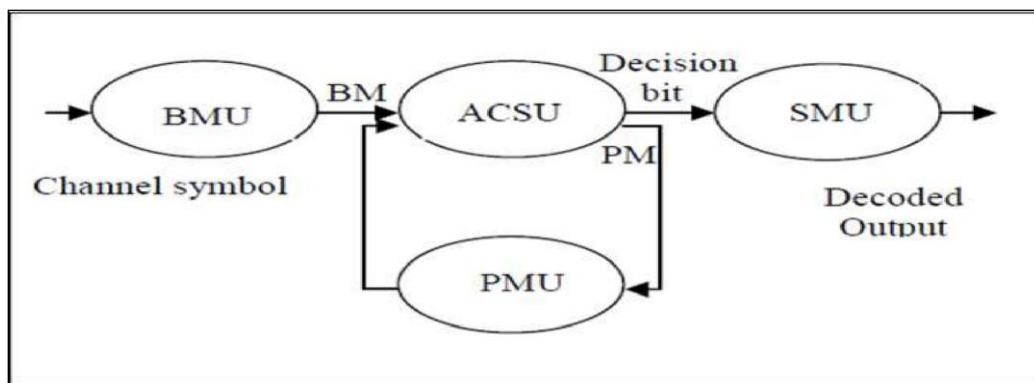 BMU
BM
ACSU
Decision
bit
SMU
PM
Channel symbol
Decoded
Output
PMU